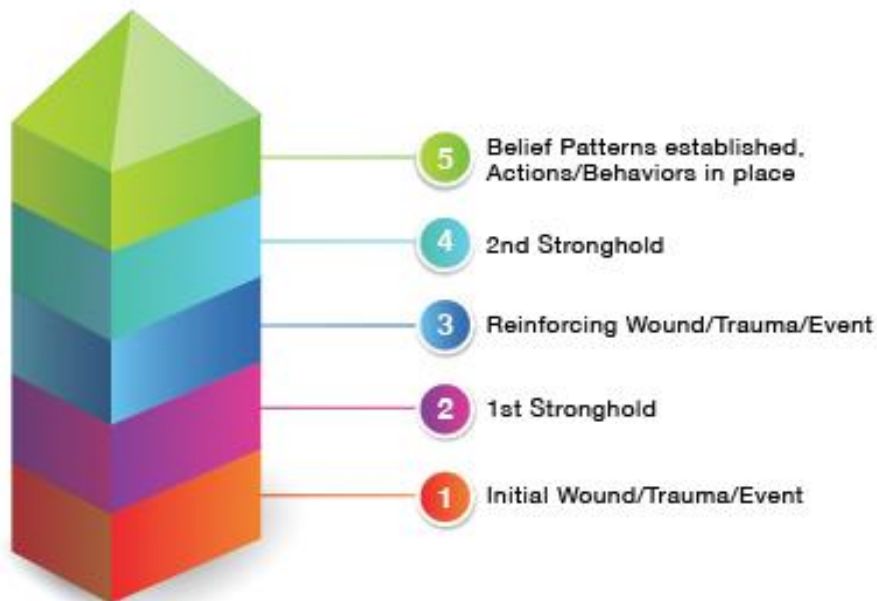 5
Belief Patterns established,
Actions/Behaviors in place
4
2nd Stronghold
3
Reinforcing Wound/Trauma/Event
2
1st Stronghold
1
Initial Wound/Trauma/Event